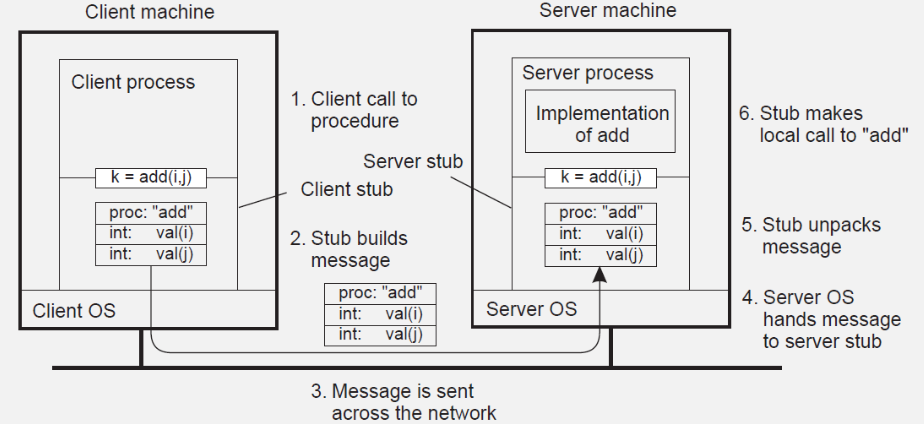 Client machine
Server machine
Client process
1. Client call to
procedure
k = add(i,j)
Client stub
proc: "add"
int: val(i)
int: val(j)
2. Stub builds
message
proc: "add"
int: val(i)
int: val(j)
Client OS
3. Message is sent
across the network
Server process
Implementation
of add
Server stub
k = add(i,j)
proc: "add"
int: val(i)
int: val(j)
Server OS
6. Stub makes
local call to "add"
5. Stub unpacks
message
4. Server OS
hands message
to server stub